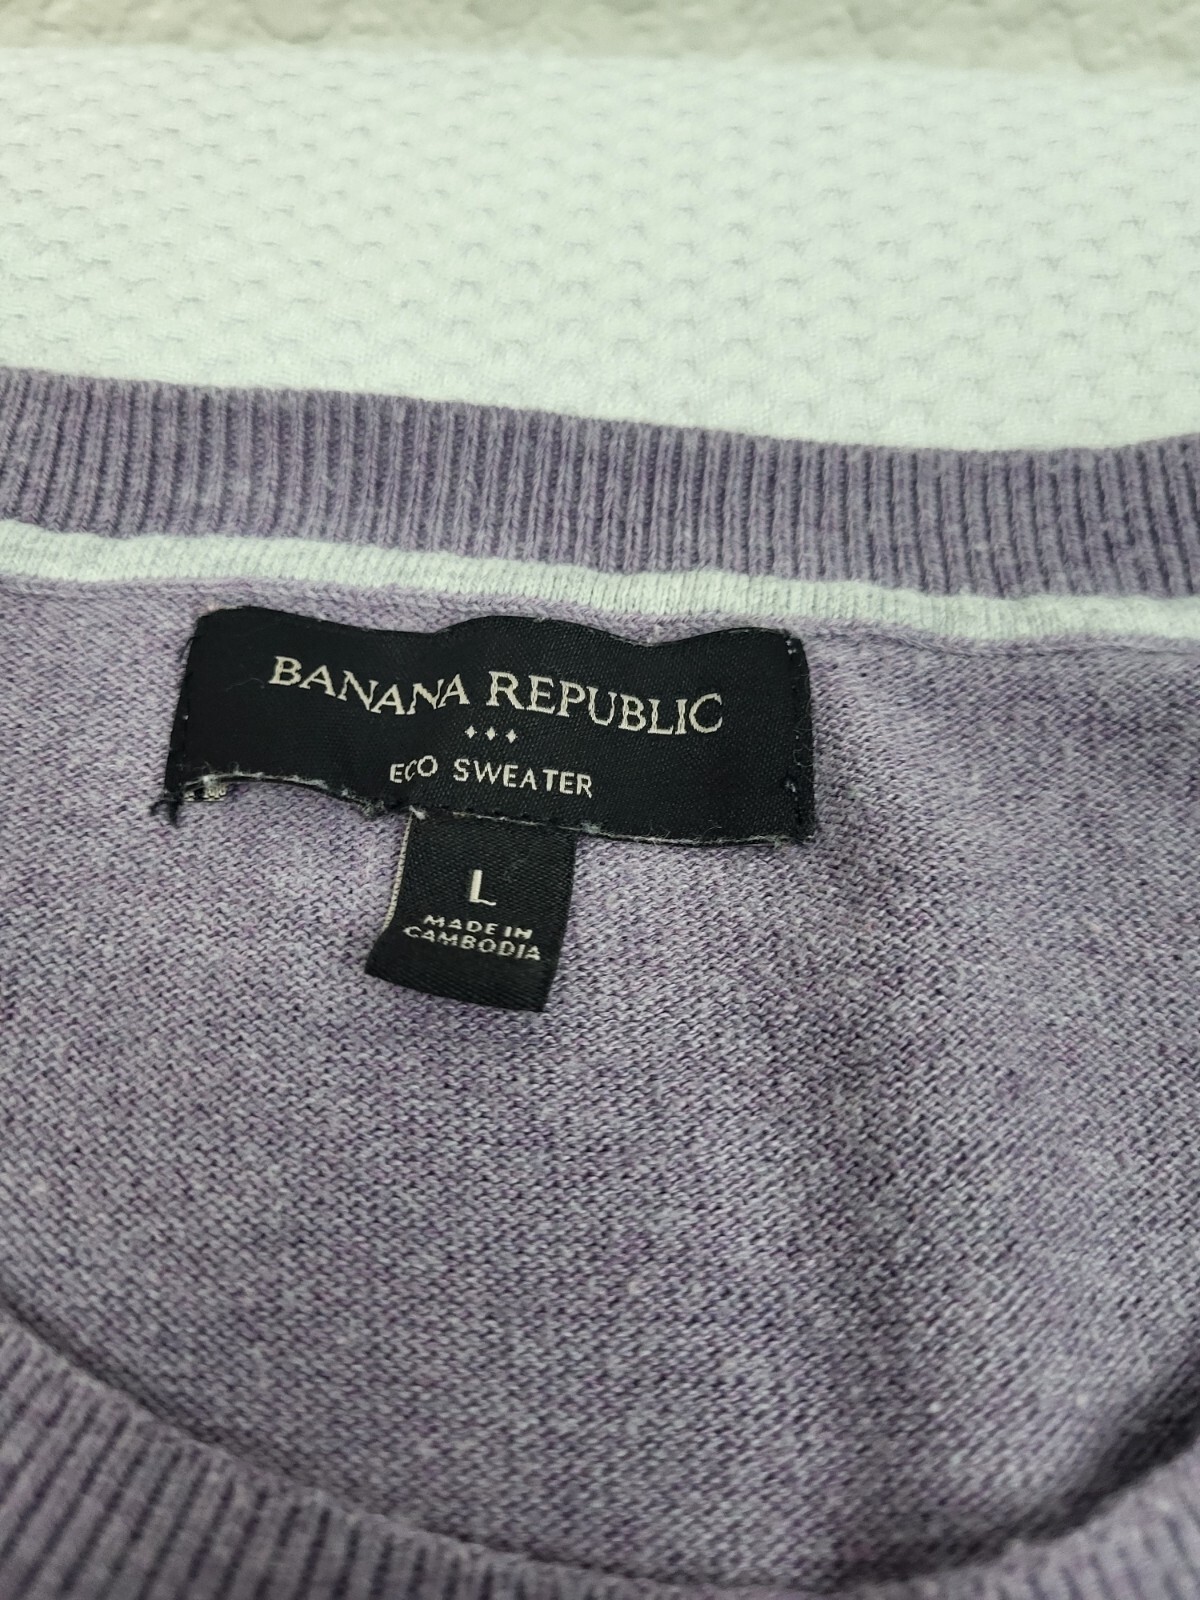 BANANA REPUBLIC
ECO SWEATER
L
MADE IN
CAMBODIA